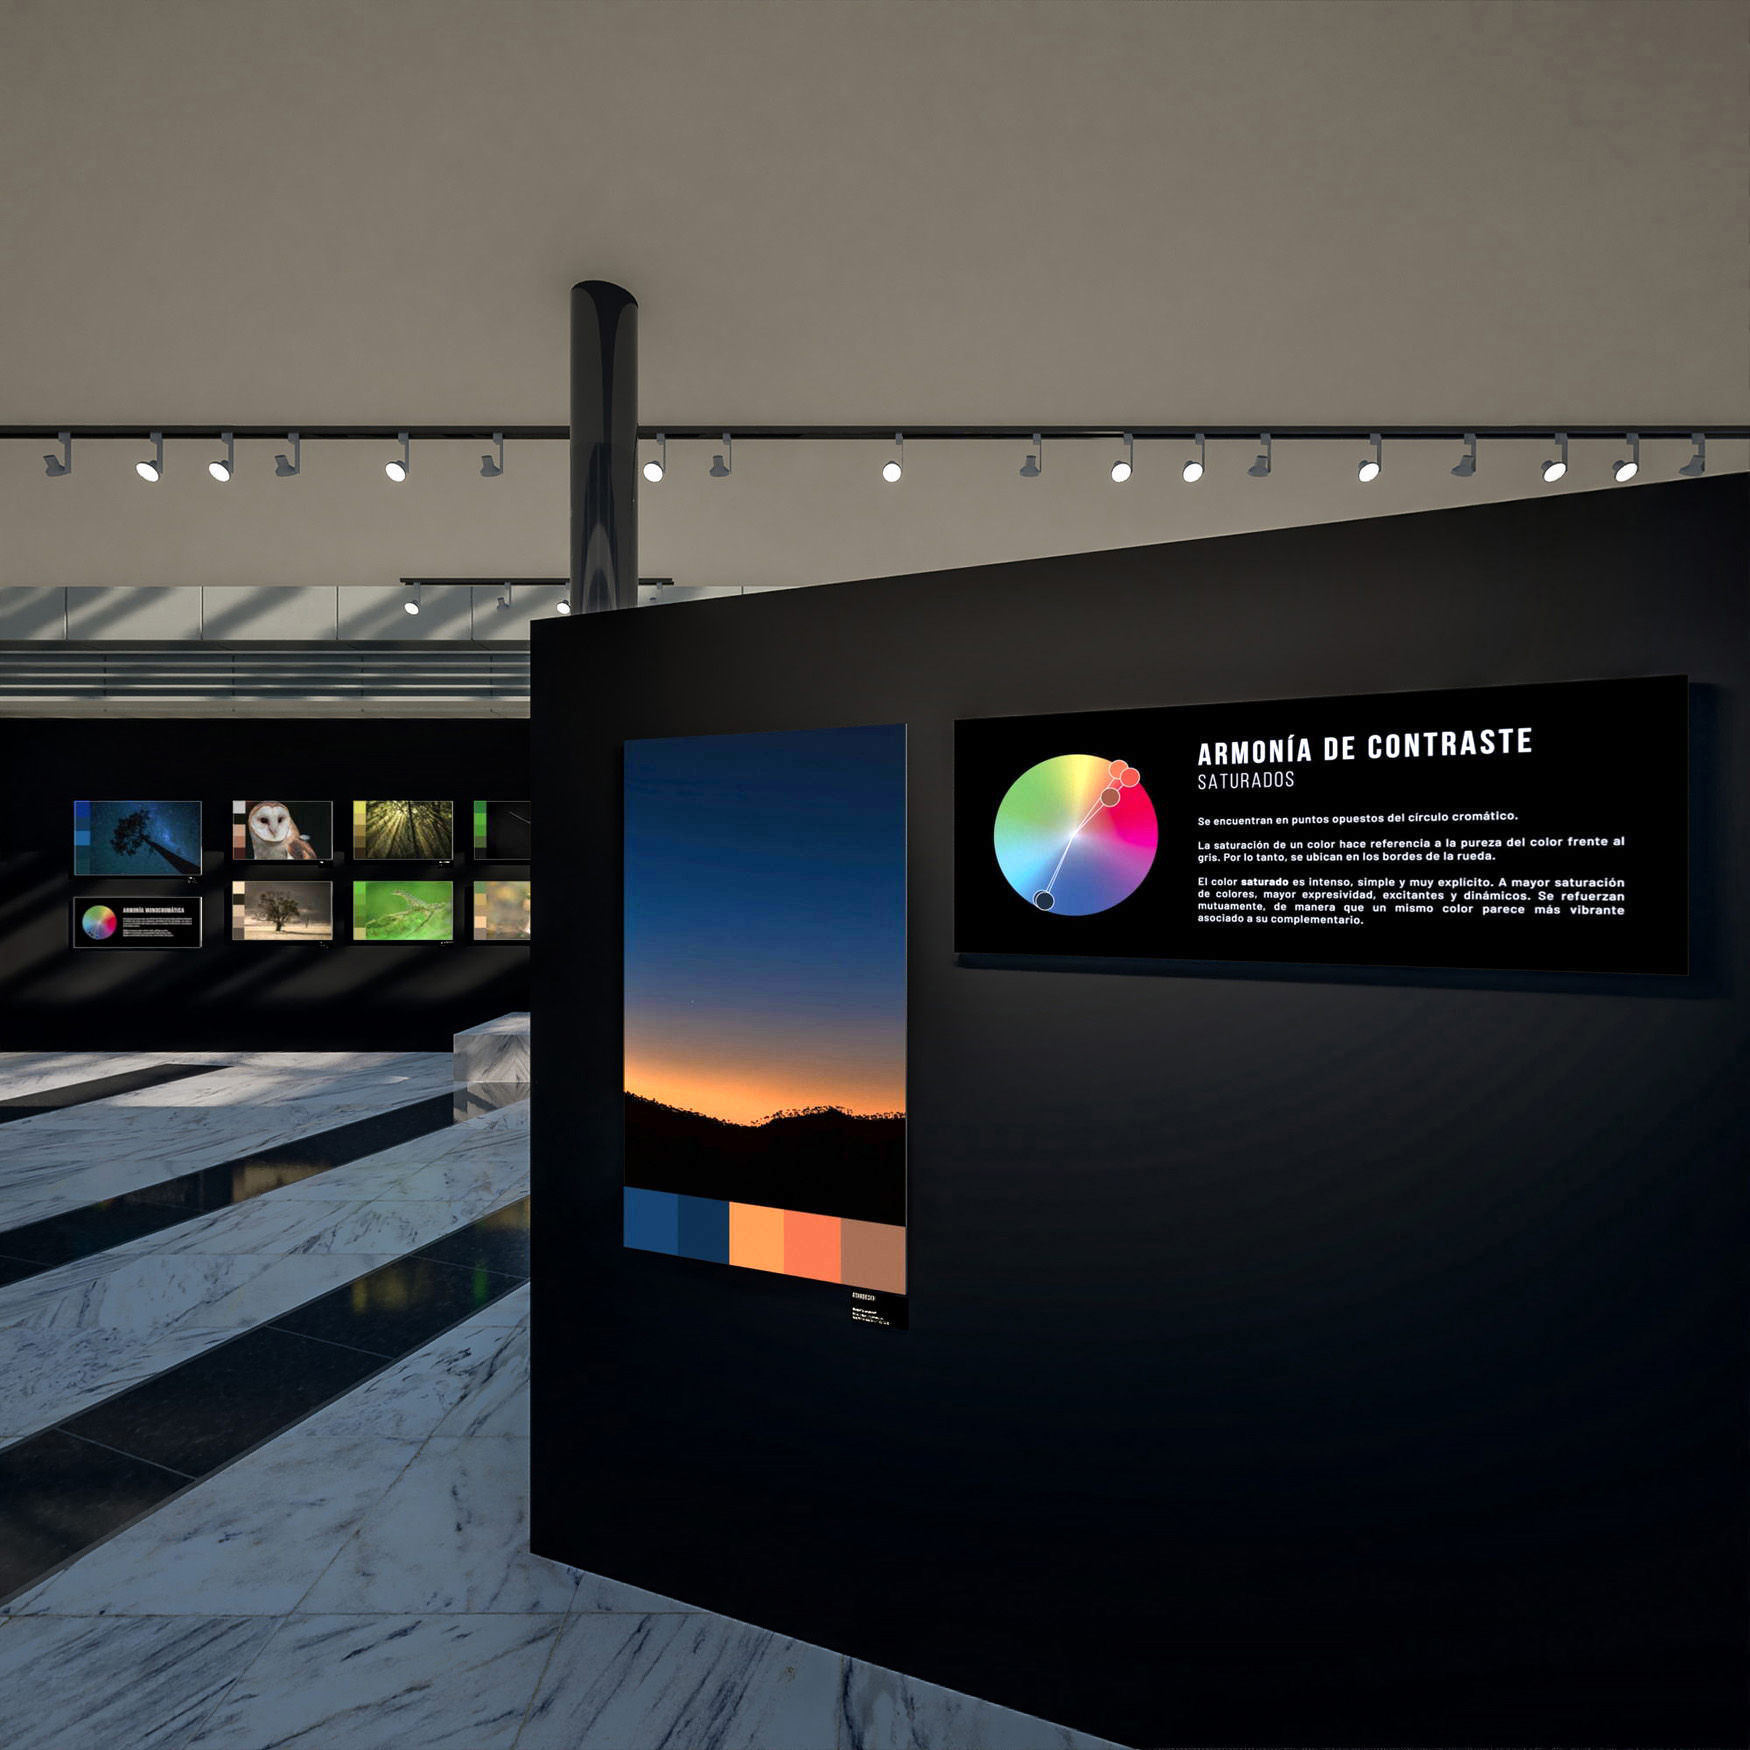 ARMONÍA DE CONTRASTE
SATURADOS
Se encuentran en puntos opuestos del círculo cromático.
La saturación de un color hace referencia a la pureza del color frente al
gris. Por lo tanto, se ubican en los bordes de la rueda.
El color saturado es intenso, simple y muy explícito. A mayor saturación
de colores, mayor expresividad, excitantes y dinámicos. Se refuerzan
mutuamente, de manera que un mismo color parece más vibrante
asociado a su complementario.
ARMONÍA MONOCROMÁTICA